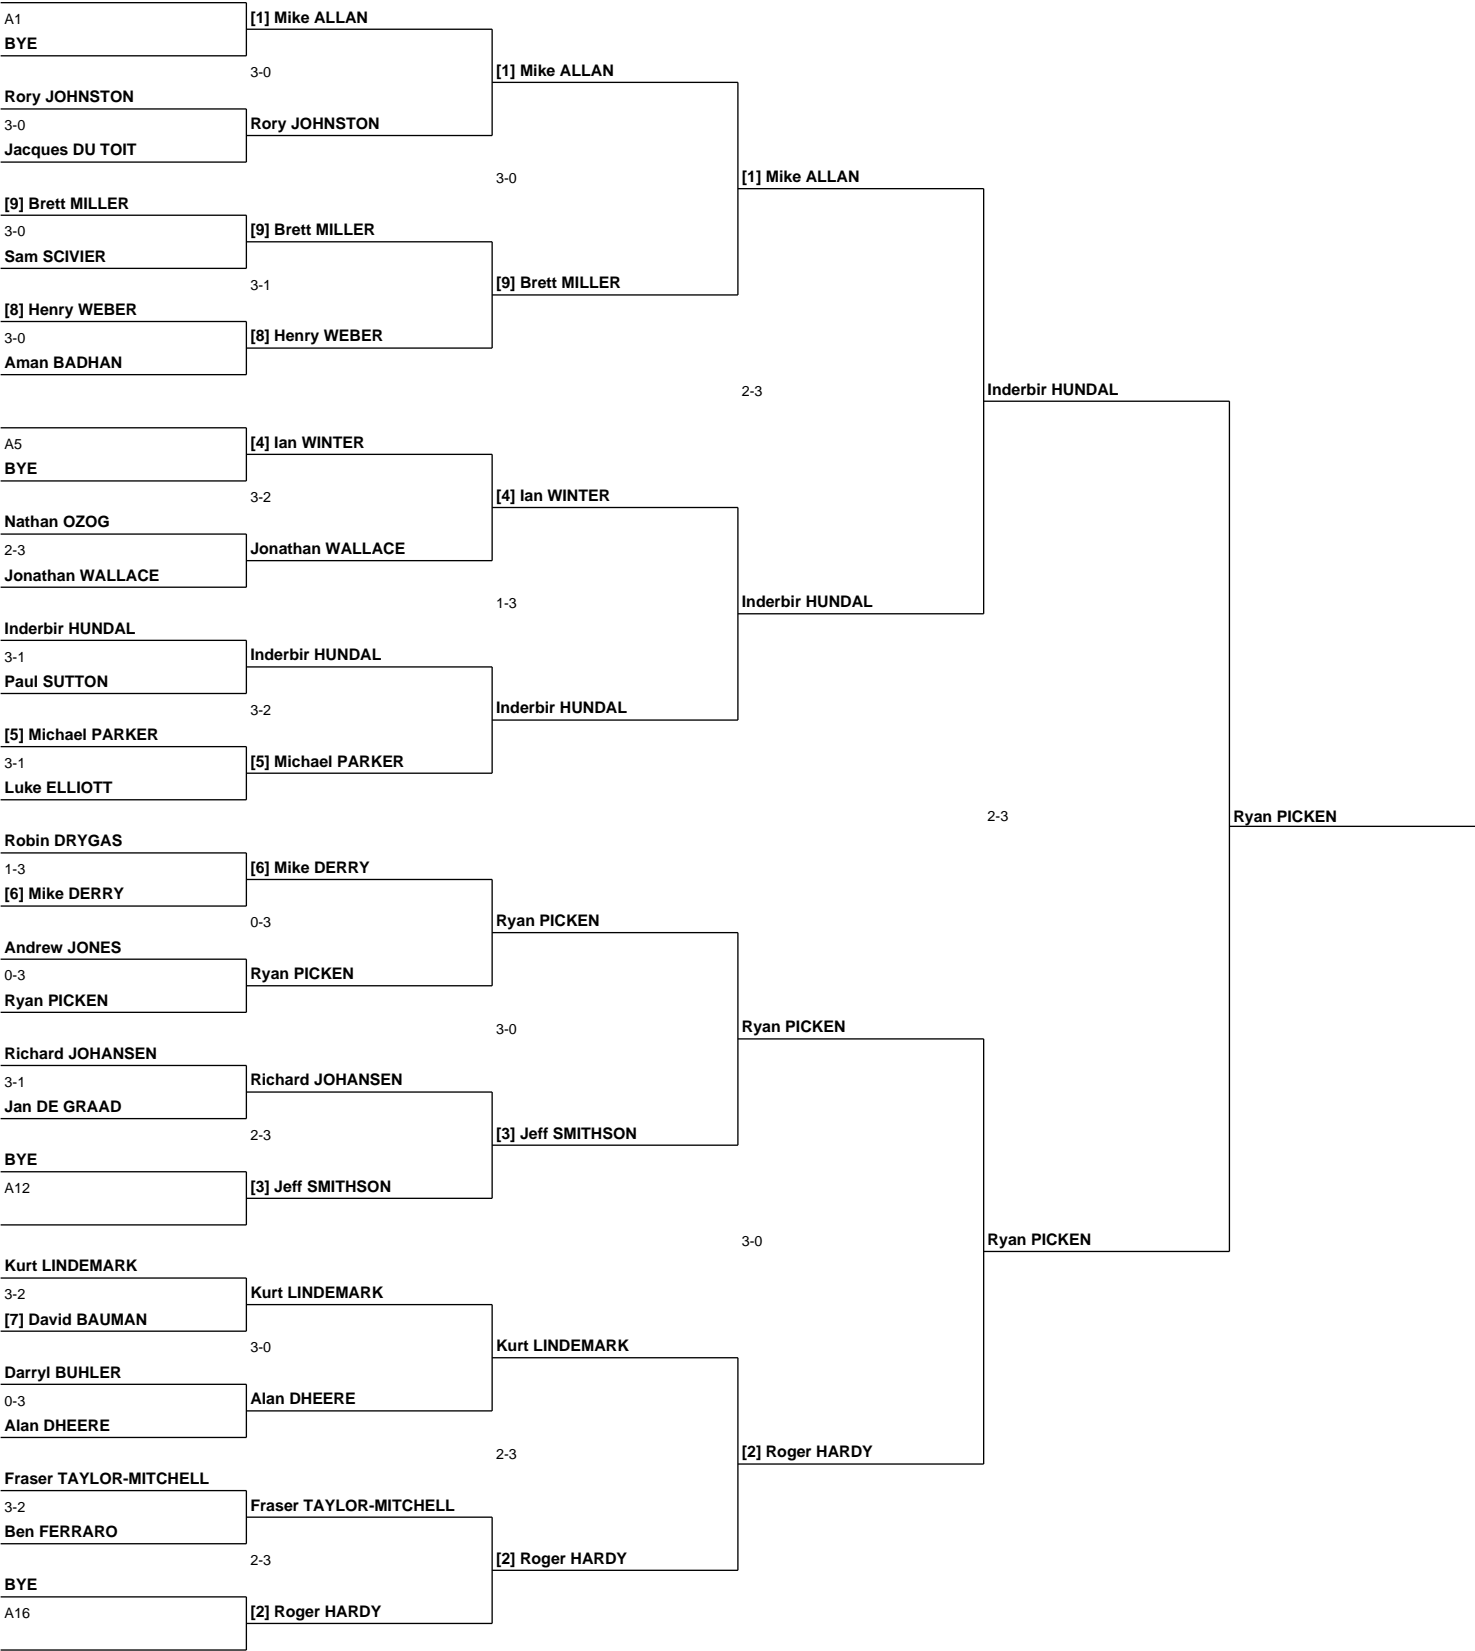 A1
BYE
[1] Mike ALLAN
3-0
[1] Mike ALLAN
Rory JOHNSTON
3-0
Jacques DU TOIT
Rory JOHNSTON
3-0
[1] Mike ALLAN
[9] Brett MILLER
3-0
Sam SCIVIER
[9] Brett MILLER
3-1
[9] Brett MILLER
[8] Henry WEBER
3-0
Aman BADHAN
[8] Henry WEBER
2-3
Inderbir HUNDAL
A5
BYE
[4] Ian WINTER
3-2
[4] Ian WINTER
Nathan OZOG
2-3
Jonathan WALLACE
Jonathan WALLACE
1-3
Inderbir HUNDAL
Inderbir HUNDAL
3-1
Paul SUTTON
Inderbir HUNDAL
3-2
Inderbir HUNDAL
[5] Michael PARKER
3-1
Luke ELLIOTT
[5] Michael PARKER
2-3
Ryan PICKEN
Robin DRYGAS
1-3
[6] Mike DERRY
[6] Mike DERRY
0-3
Ryan PICKEN
Andrew JONES
0-3
Ryan PICKEN
Ryan PICKEN
3-0
Ryan PICKEN
Richard JOHANSEN
3-1
Jan DE GRAAD
Richard JOHANSEN
2-3
[3] Jeff SMITHSON
BYE
A12
[3] Jeff SMITHSON
3-0
Ryan PICKEN
Kurt LINDEMARK
3-2
[7] David BAUMAN
Kurt LINDEMARK
3-0
Kurt LINDEMARK
Darryl BUHLER
0-3
Alan DHEERE
Alan DHEERE
2-3
[2] Roger HARDY
Fraser TAYLOR-MITCHELL
3-2
Ben FERRARO
Fraser TAYLOR-MITCHELL
2-3
[2] Roger HARDY
BYE
A16
[2] Roger HARDY